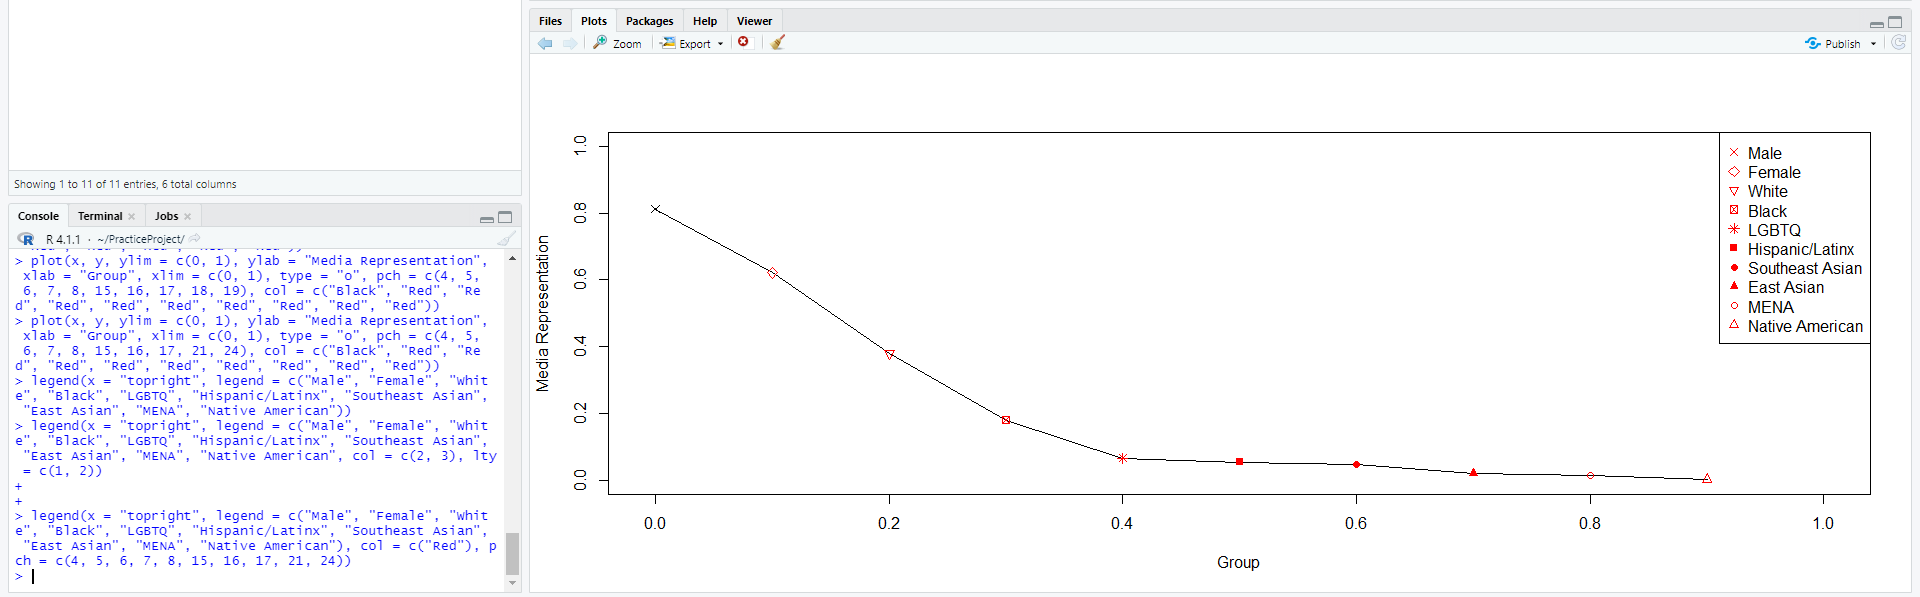 Files Plots Packages Help Viewer
Zoom Export Publish
Showing 1 to 11 of 11 entries, 6 total columns
Console Terminal × Jobs ×
R 4.1.1 · ~/PracticeProject/
> plot(x, y, ylim = c(0, 1), ylab = "Media Representation",
xlab = "Group", xlim = c(0, 1), type = "o", pch = c(4, 5,
6, 7, 8, 15, 16, 17, 18, 19), col = c("Black", "Red", "Re
d", "Red", "Red", "Red", "Red", "Red", "Red", "Red"))
> plot(x, y, ylim = c(0, 1), ylab = "Media Representation",
xlab = "Group", xlim = c(0, 1), type = "o", pch = c(4, 5,
6, 7, 8, 15, 16, 17, 21, 24), col = c("Black", "Red", "Re
d", "Red", "Red", "Red", "Red", "Red", "Red", "Red"))
> legend(x = "topright", legend = c("Male", "Female", "Whit
e", "Black", "LGBTQ", "Hispanic/Latinx", "Southeast Asian",
"East Asian", "MENA", "Native American"))
> legend(x = "topright", legend = c("Male", "Female", "Whit
e", "Black", "LGBTQ", "Hispanic/Latinx", "Southeast Asian",
"East Asian", "MENA", "Native American", col = c(2, 3), lty
= c(1, 2))
+
+
> legend(x = "topright", legend = c("Male", "Female", "Whit
e", "Black", "LGBTQ", "Hispanic/Latinx", "Southeast Asian",
"East Asian", "MENA", "Native American"), col = c("Red"), p
ch = c(4, 5, 6, 7, 8, 15, 16, 17, 21, 24))
>
Media Representation
1.0
0.8
0.6
0.4
0.2
0.0
Male
Female
White
Black
LGBTQ
Hispanic/Latinx
Southeast Asian
East Asian
MENA
Native American
0.0 0.2 0.4 0.6 0.8 1.0
Group